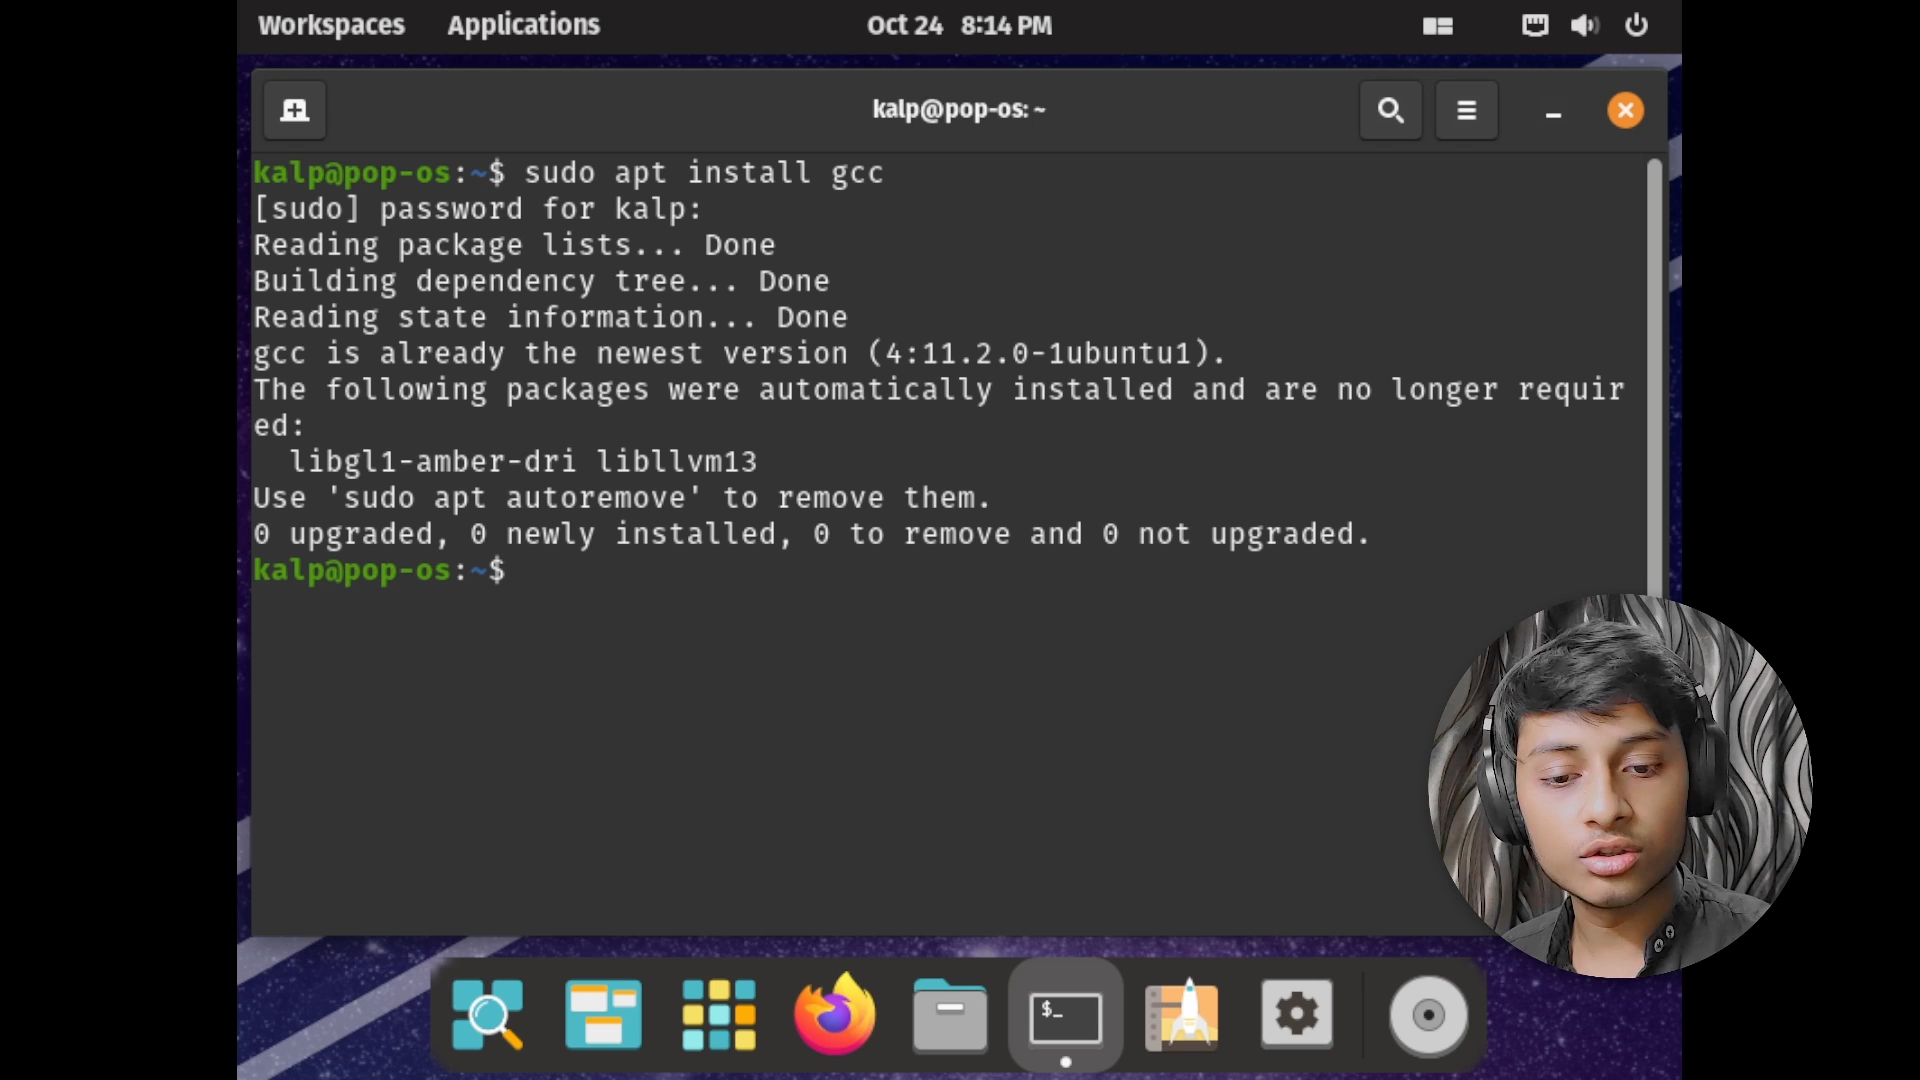 Workspaces Applications Oct 24 8:14 PM
kalp@pop-os: ~
kalp@pop-os:~$ sudo apt install gcc
[sudo] password for kalp:
Reading package lists... Done
Building dependency tree... Done
Reading state information... Done
gcc is already the newest version (4:11.2.0-1ubuntu1).
The following packages were automatically installed and are no longer requir
ed:
  libgl1-amber-dri libllvm13
Use 'sudo apt autoremove' to remove them.
0 upgraded, 0 newly installed, 0 to remove and 0 not upgraded.
kalp@pop-os:~$
$_